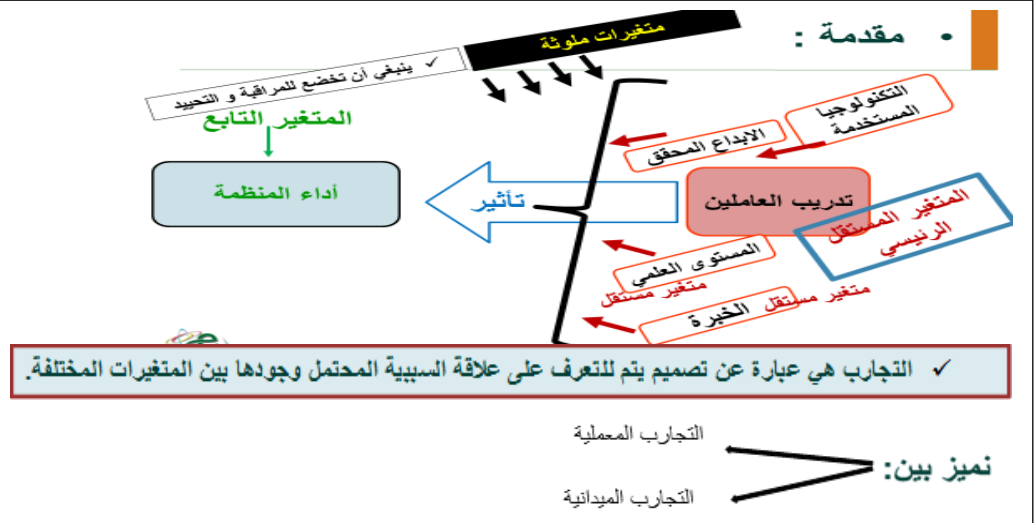 • مقدمة :
متغيرات ملوثة
✓ ينبغي أن تخضع للمراقبة و التحييد
المتغير التابع
التكنولوجيا
المستخدمة
الابداع المحقق
أداء المنظمة
تأثير
تدريب العاملين
المتغير المستقل
الرئيسي
المستوى العلمي
متغير مستقل
الخبرة
متغير مستقل
✓ التجارب هي عبارة عن تصميم يتم للتعرف على علاقة السببية المحتمل وجودها بين المتغيرات المختلفة.
نميز بين:
التجارب المعملية
التجارب الميدانية